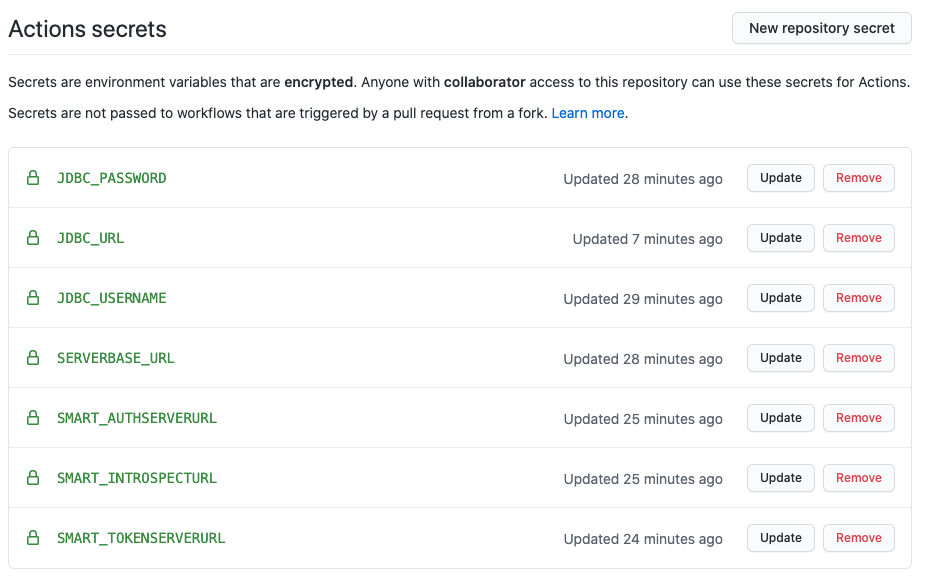 Actions secrets
New repository secret
Secrets are environment variables that are encrypted. Anyone with collaborator access to this repository can use these secrets for Actions.
Secrets are not passed to workflows that are triggered by a pull request from a fork. Learn more.
JDBC_PASSWORD Updated 28 minutes ago Update Remove
JDBC_URL Updated 7 minutes ago Update Remove
JDBC_USERNAME Updated 29 minutes ago Update Remove
SERVERBASE_URL Updated 28 minutes ago Update Remove
SMART_AUTHSERVERURL Updated 25 minutes ago Update Remove
SMART_INTROSPECTURL Updated 25 minutes ago Update Remove
SMART_TOKENSERVERURL Updated 24 minutes ago Update Remove